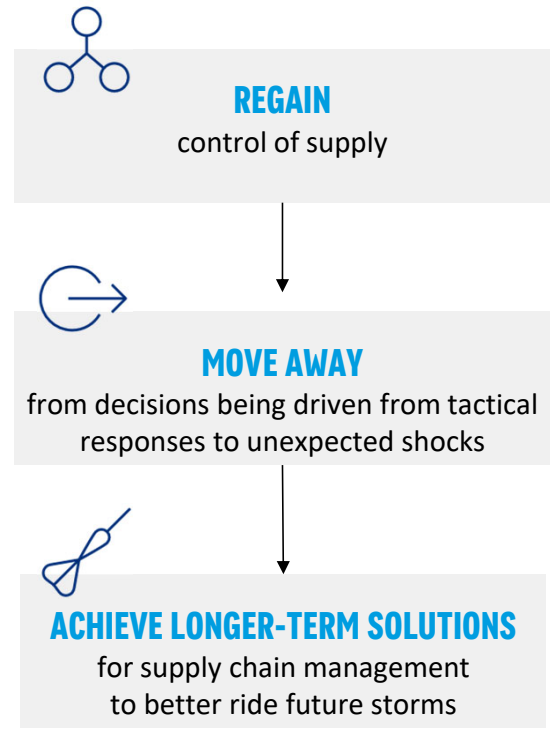 REGAIN
control of supply
MOVE AWAY
from decisions being driven from tactical
responses to unexpected shocks
ACHIEVE LONGER-TERM SOLUTIONS
for supply chain management
to better ride future storms